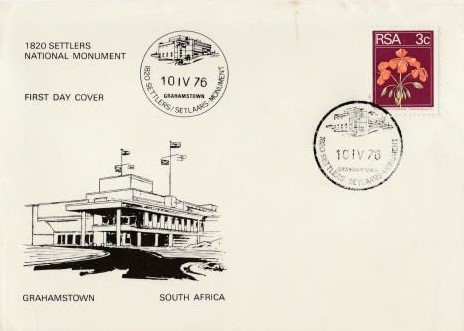 1820 SETTLERS
NATIONAL MONUMENT
FIRST DAY COVER
10 IV 76
GRAHAMSTOWN
1820 SETTLERS/SETLAARS MONUMENT
RSA 3c
10 IV 76
GRAHAMSTOWN
1820 SETTLERS/SETLAARS MONUMENT
GRAHAMSTOWN SOUTH AFRICA